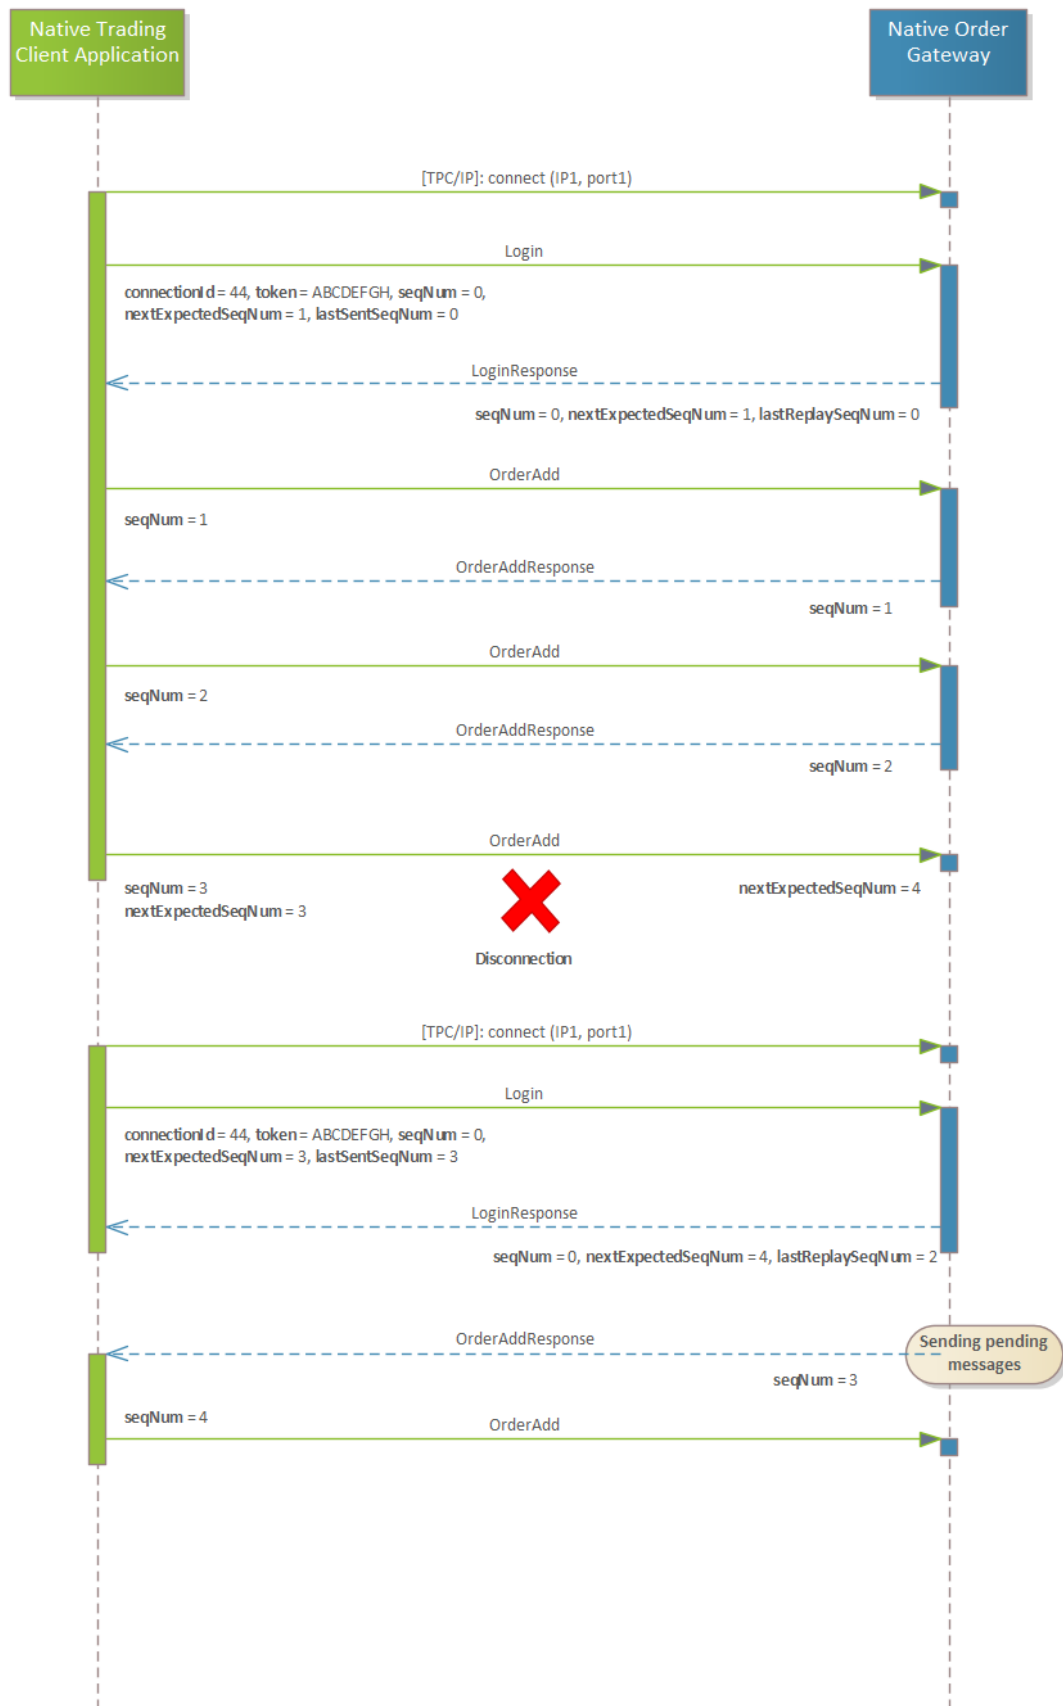 Native Trading
Client Application
Native Order
Gateway
[TPC/IP]: connect (IP1, port1)
Login
connectionId = 44, token = ABCDEFGH, seqNum = 0,
nextExpectedSeqNum = 1, lastSentSeqNum = 0
LoginResponse
seqNum = 0, nextExpectedSeqNum = 1, lastReplaySeqNum = 0
OrderAdd
seqNum = 1
OrderAddResponse
seqNum = 1
OrderAdd
seqNum = 2
OrderAddResponse
seqNum = 2
OrderAdd
seqNum = 3
nextExpectedSeqNum = 3
nextExpectedSeqNum = 4
Disconnection
[TPC/IP]: connect (IP1, port1)
Login
connectionId = 44, token = ABCDEFGH, seqNum = 0,
nextExpectedSeqNum = 3, lastSentSeqNum = 3
LoginResponse
seqNum = 0, nextExpectedSeqNum = 4, lastReplaySeqNum = 2
OrderAddResponse
Sending pending
messages
seqNum = 3
seqNum = 4
OrderAdd